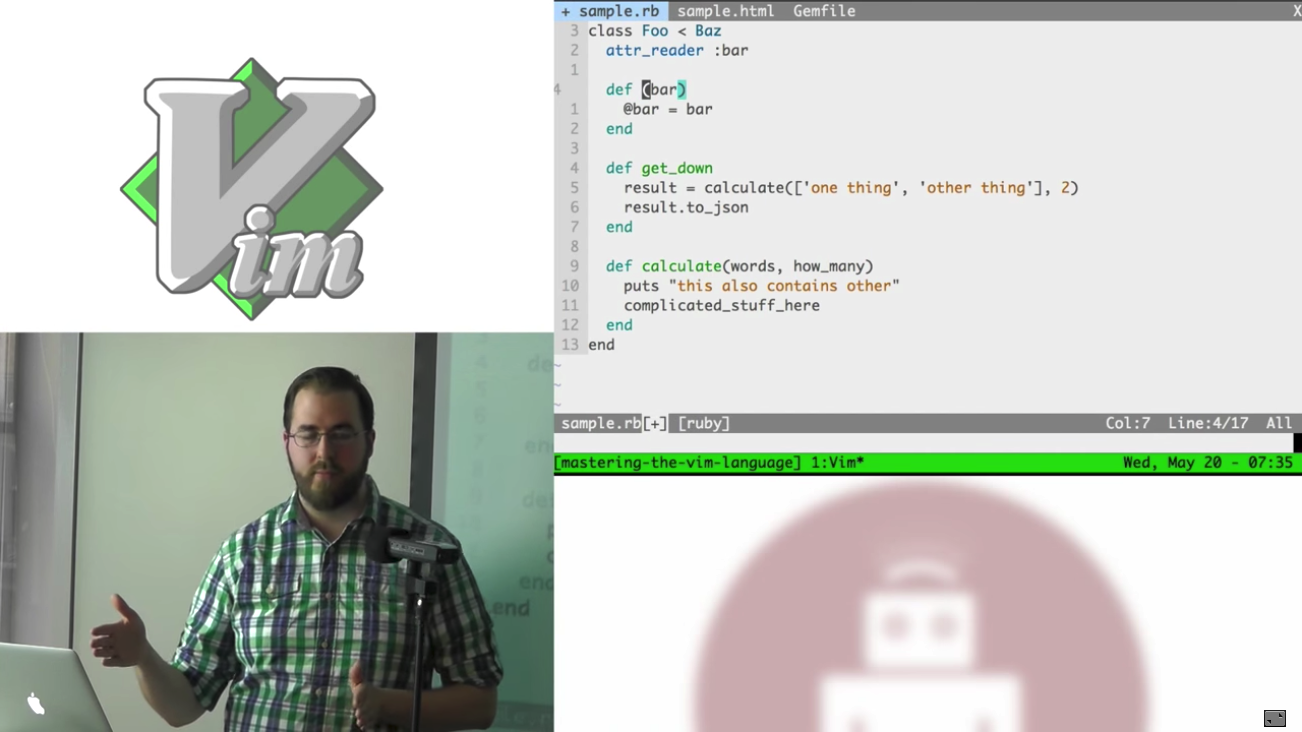 Vim
+ sample.rb sample.html Gemfile X
3 class Foo < Baz
2 attr_reader :bar
1
4 def (bar)
1 @bar = bar
2 end
3
4 def get_down
5 result = calculate(['one thing', 'other thing'], 2)
6 result.to_json
7 end
8
9 def calculate(words, how_many)
10 puts "this also contains other"
11 complicated_stuff_here
12 end
13 end
~
~
~
sample.rb[+] [ruby] Col:7 Line:4/17 All
[mastering-the-vim-language] 1:Vim* Wed, May 20 - 07:35